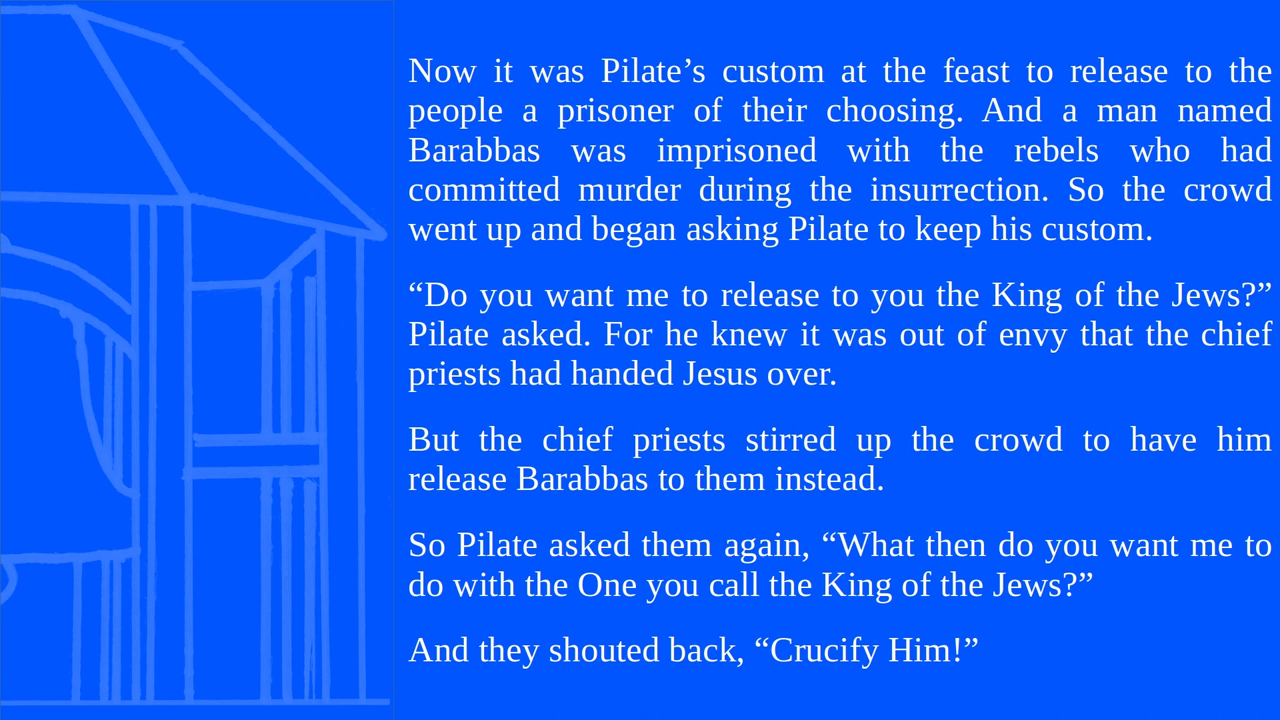 Now it was Pilate’s custom at the feast to release to the
people a prisoner of their choosing. And a man named
Barabbas was imprisoned with the rebels who had
committed murder during the insurrection. So the crowd
went up and began asking Pilate to keep his custom.
“Do you want me to release to you the King of the Jews?”
Pilate asked. For he knew it was out of envy that the chief
priests had handed Jesus over.
But the chief priests stirred up the crowd to have him
release Barabbas to them instead.
So Pilate asked them again, “What then do you want me to
do with the One you call the King of the Jews?”
And they shouted back, “Crucify Him!”